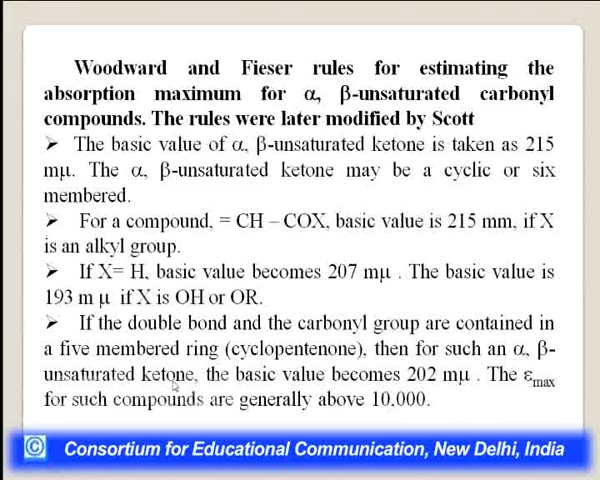 Woodward and Fieser rules for estimating the
absorption maximum for α, β-unsaturated carbonyl
compounds. The rules were later modified by Scott
➢ The basic value of α, β-unsaturated ketone is taken as 215
mμ. The α, β-unsaturated ketone may be a cyclic or six
membered.
➢ For a compound, = CH – COX, basic value is 215 mm, if X
is an alkyl group.
➢ If X= H, basic value becomes 207 mμ . The basic value is
193 m μ if X is OH or OR.
➢ If the double bond and the carbonyl group are contained in
a five membered ring (cyclopentenone), then for such an α, β-
unsaturated ketone, the basic value becomes 202 mμ . The εmax
for such compounds are generally above 10,000.
© Consortium for Educational Communication, New Delhi, India